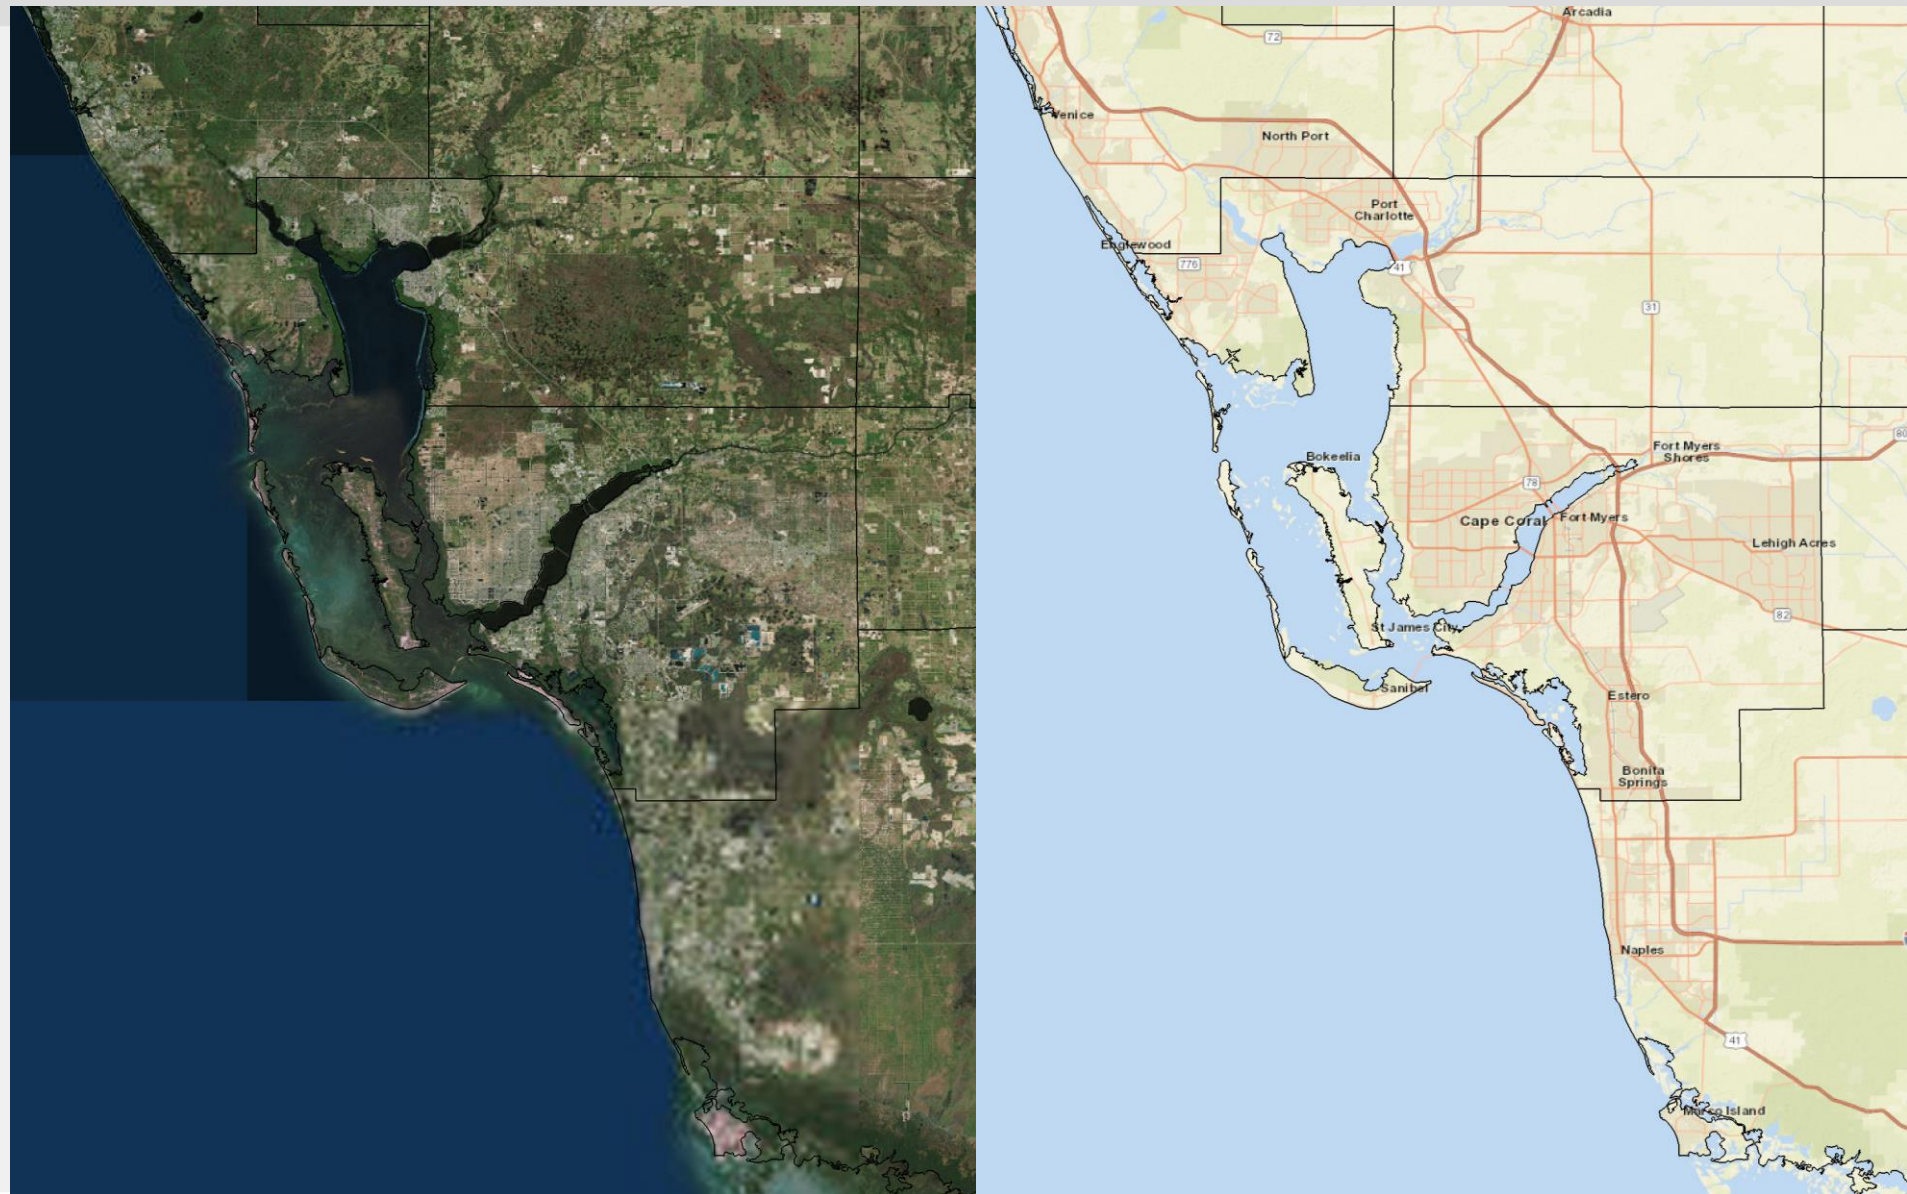 Arcadia
72
Venice
North Port
Port
Charlotte
Englewood
776
41
31
Bokeelia
Fort Myers
Shores
80
78
Cape Coral
Fort Myers
Lehigh Acres
82
St James City
Sanibel
Estero
Bonita
Springs
Naples
41
Marco Island